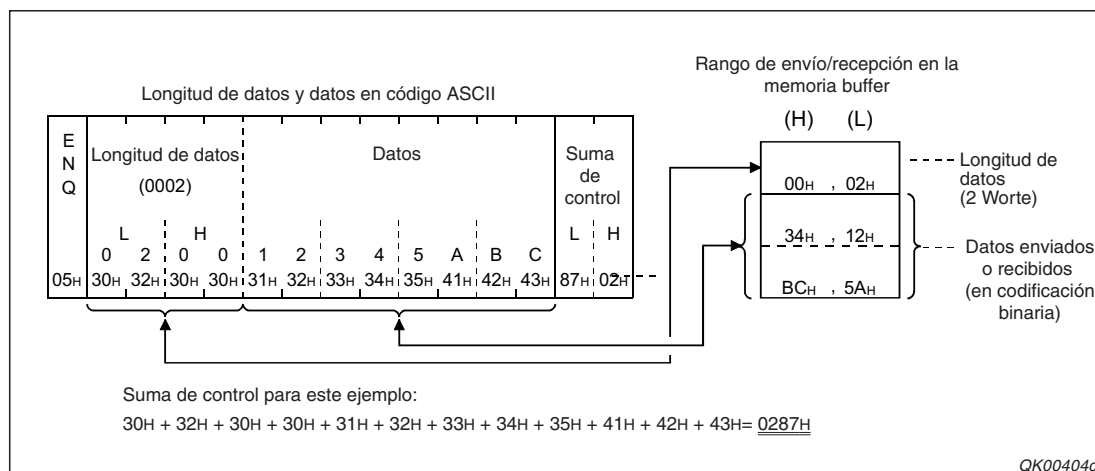 Longitud de datos y datos en código ASCII
E
N
Q
Longitud de datos
(0002)
Datos
Suma
de
control
L H L H
0 2 0 0 1 2 3 4 5 A B C
05H 30H 32H 30H 30H 31H 32H 33H 34H 35H 41H 42H 43H 87H 02H
Rango de envío/recepción en la
memoria buffer
(H) (L)
00H , 02H
34H , 12H
BCH , 5AH
Longitud de
datos
(2 Worte)
Datos enviados
o recibidos
(en codificación
binaria)
Suma de control para este ejemplo:
30H + 32H + 30H + 30H + 31H + 32H + 33H + 34H + 35H + 41H + 42H + 43H= 0287H
QK00404c